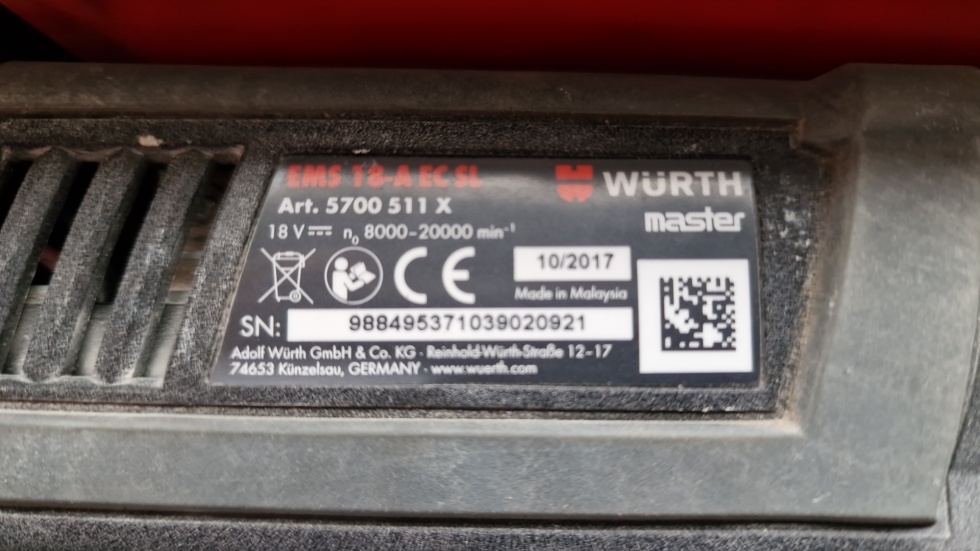 EMS 18-A EC SL
WÜRTH
Art. 5700 511 X
master
18 V n₀ 8000-20000 min⁻¹
CE
10/2017
Made in Malaysia
SN: 988495371039020921
Adolf Würth GmbH & Co. KG · Reinhold-Würth-Straße 12-17
74653 Künzelsau, GERMANY · www.wuerth.com